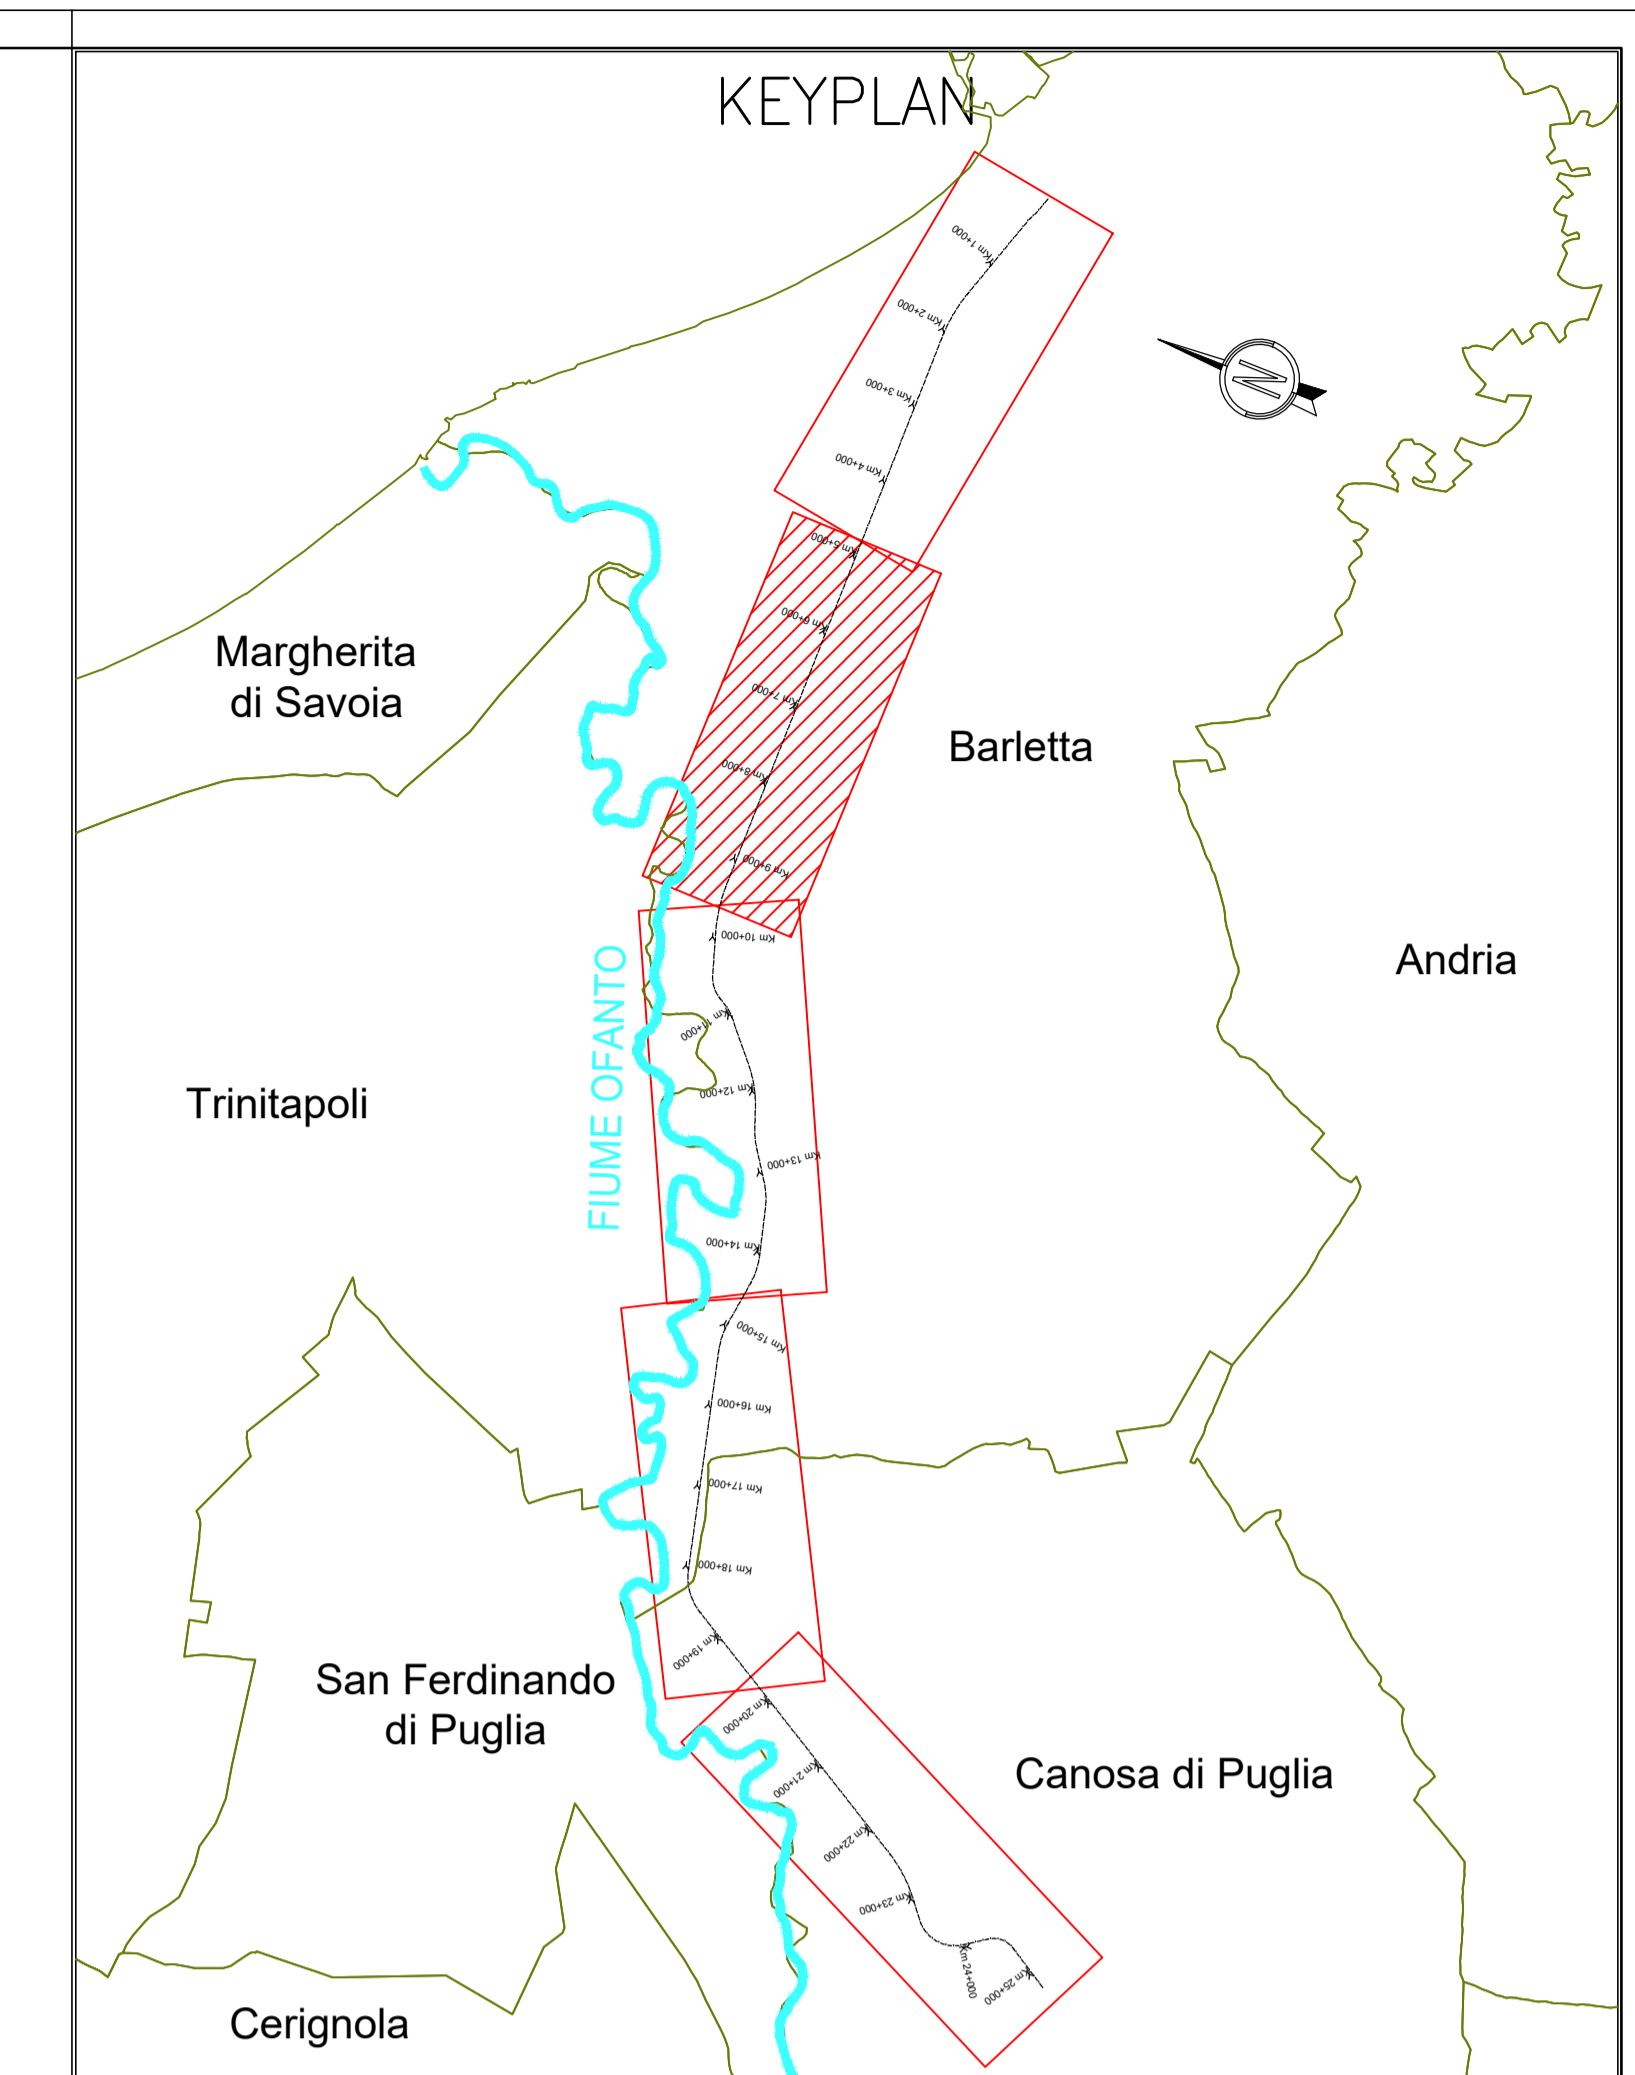 KEYPLAN
Km 1+000
Km 2+000
N
Km 3+000
Km 4+000
Km 5+000
Km 6+000
Margherita
di Savoia
Km 7+000
Barletta
Km 8+000
Km 9+000
Km 10+000
Andria
FIUME OFANTO
Km 11+000
Trinitapoli
Km 12+000
Km 13+000
Km 14+000
Km 15+000
Km 16+000
Km 17+000
Km 18+000
Km 19+000
San Ferdinando
di Puglia
Km 20+000
Km 21+000
Canosa di Puglia
Km 22+000
Km 23+000
Km 24+000
Km 25+000
Cerignola